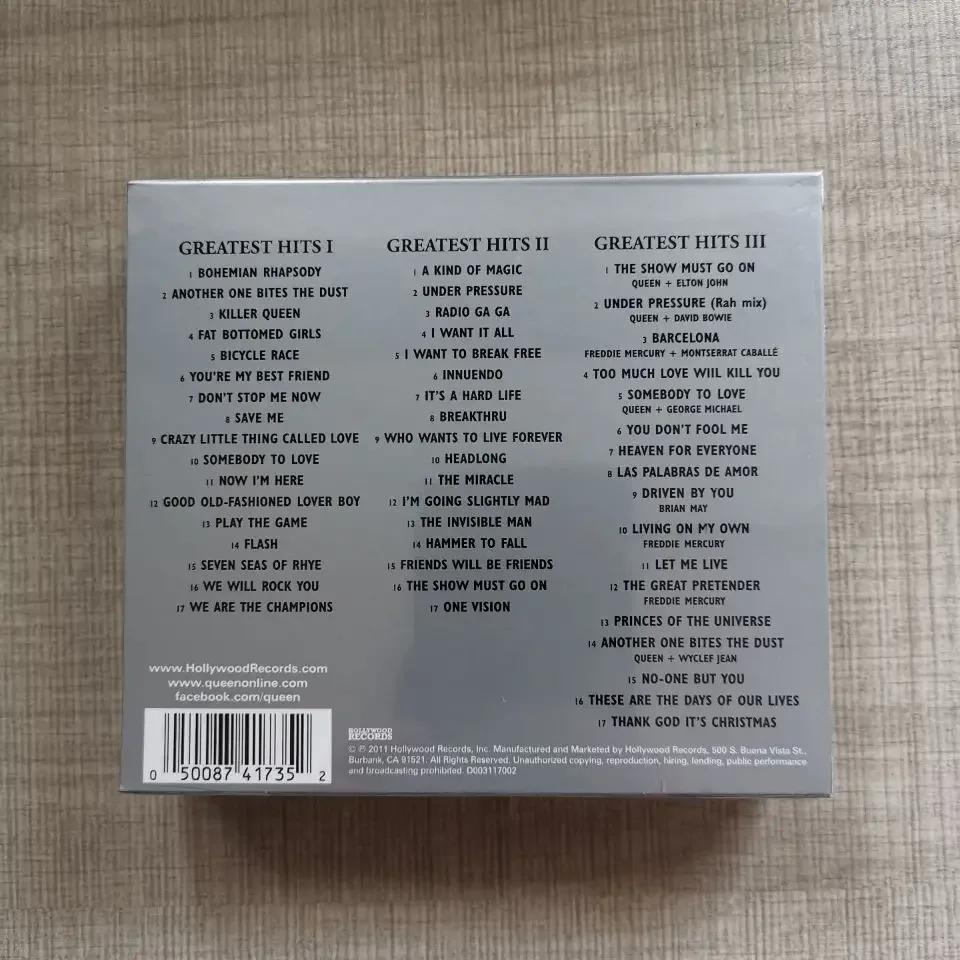 GREATEST HITS I
1 BOHEMIAN RHAPSODY
2 ANOTHER ONE BITES THE DUST
3 KILLER QUEEN
4 FAT BOTTOMED GIRLS
5 BICYCLE RACE
6 YOU'RE MY BEST FRIEND
7 DON'T STOP ME NOW
8 SAVE ME
9 CRAZY LITTLE THING CALLED LOVE
10 SOMEBODY TO LOVE
11 NOW I'M HERE
12 GOOD OLD-FASHIONED LOVER BOY
13 PLAY THE GAME
14 FLASH
15 SEVEN SEAS OF RHYE
16 WE WILL ROCK YOU
17 WE ARE THE CHAMPIONS
GREATEST HITS II
1 A KIND OF MAGIC
2 UNDER PRESSURE
3 RADIO GA GA
4 I WANT IT ALL
5 I WANT TO BREAK FREE
6 INNUENDO
7 IT'S A HARD LIFE
8 BREAKTHRU
9 WHO WANTS TO LIVE FOREVER
10 HEADLONG
11 THE MIRACLE
12 I'M GOING SLIGHTLY MAD
13 THE INVISIBLE MAN
14 HAMMER TO FALL
15 FRIENDS WILL BE FRIENDS
16 THE SHOW MUST GO ON
17 ONE VISION
GREATEST HITS III
1 THE SHOW MUST GO ON
QUEEN + ELTON JOHN
2 UNDER PRESSURE (Rah mix)
QUEEN + DAVID BOWIE
3 BARCELONA
FREDDIE MERCURY + MONTSERRAT CABALLÉ
4 TOO MUCH LOVE WIIL KILL YOU
5 SOMEBODY TO LOVE
QUEEN + GEORGE MICHAEL
6 YOU DON'T FOOL ME
7 HEAVEN FOR EVERYONE
8 LAS PALABRAS DE AMOR
9 DRIVEN BY YOU
BRIAN MAY
10 LIVING ON MY OWN
FREDDIE MERCURY
11 LET ME LIVE
12 THE GREAT PRETENDER
FREDDIE MERCURY
13 PRINCES OF THE UNIVERSE
14 ANOTHER ONE BITES THE DUST
QUEEN + WYCLEF JEAN
15 NO-ONE BUT YOU
16 THESE ARE THE DAYS OF OUR LIVES
17 THANK GOD IT'S CHRISTMAS
www.HollywoodRecords.com
www.queenonline.com
facebook.com/queen
0 50087 41735 2
HOLLYWOOD
RECORDS
© ℗ 2011 Hollywood Records, Inc. Manufactured and Marketed by Hollywood Records, 500 S. Buena Vista St.,
Burbank, CA 91521. All Rights Reserved. Unauthorized copying, reproduction, hiring, lending, public performance
and broadcasting prohibited. D003117002